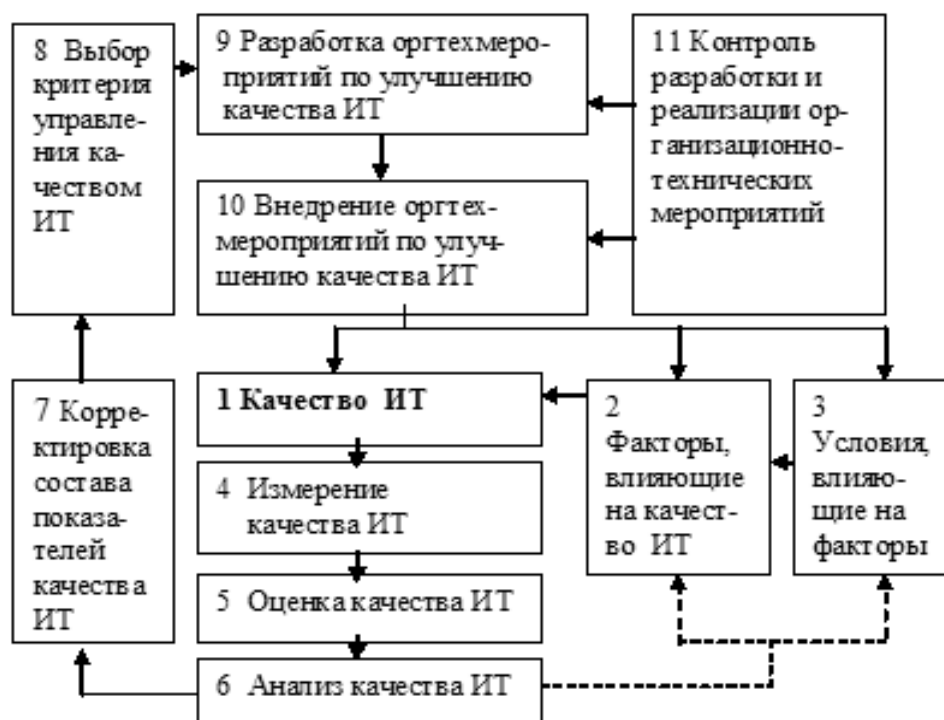 8 Выбор
критерия
управле-
ния ка-
чеством
ИТ
9 Разработка оргтехмеро-
приятий по улучшению
качества ИТ
11 Контроль
разработки и
реализации ор-
ганизационно-
технических
мероприятий
10 Внедрение оргтех-
мероприятий по улуч-
шению качества ИТ
7 Корре-
ктировка
состава
показа-
телей
качества
ИТ
1 Качество ИТ
2
Факторы,
влияющие
на качест-
во ИТ
3
Условия,
влияю-
щие на
факторы
4 Измерение
качества ИТ
5 Оценка качества ИТ
6 Анализ качества ИТ